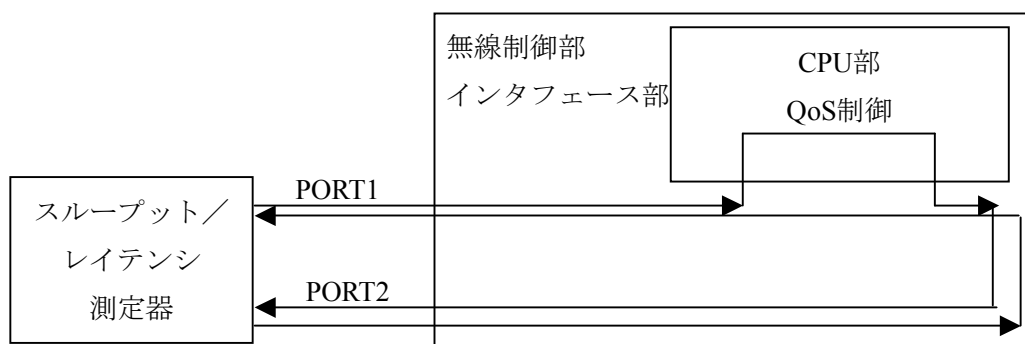 無線制御部
インタフェース部
CPU部
QoS制御
PORT1
スループット／
レイテンシ
測定器
PORT2